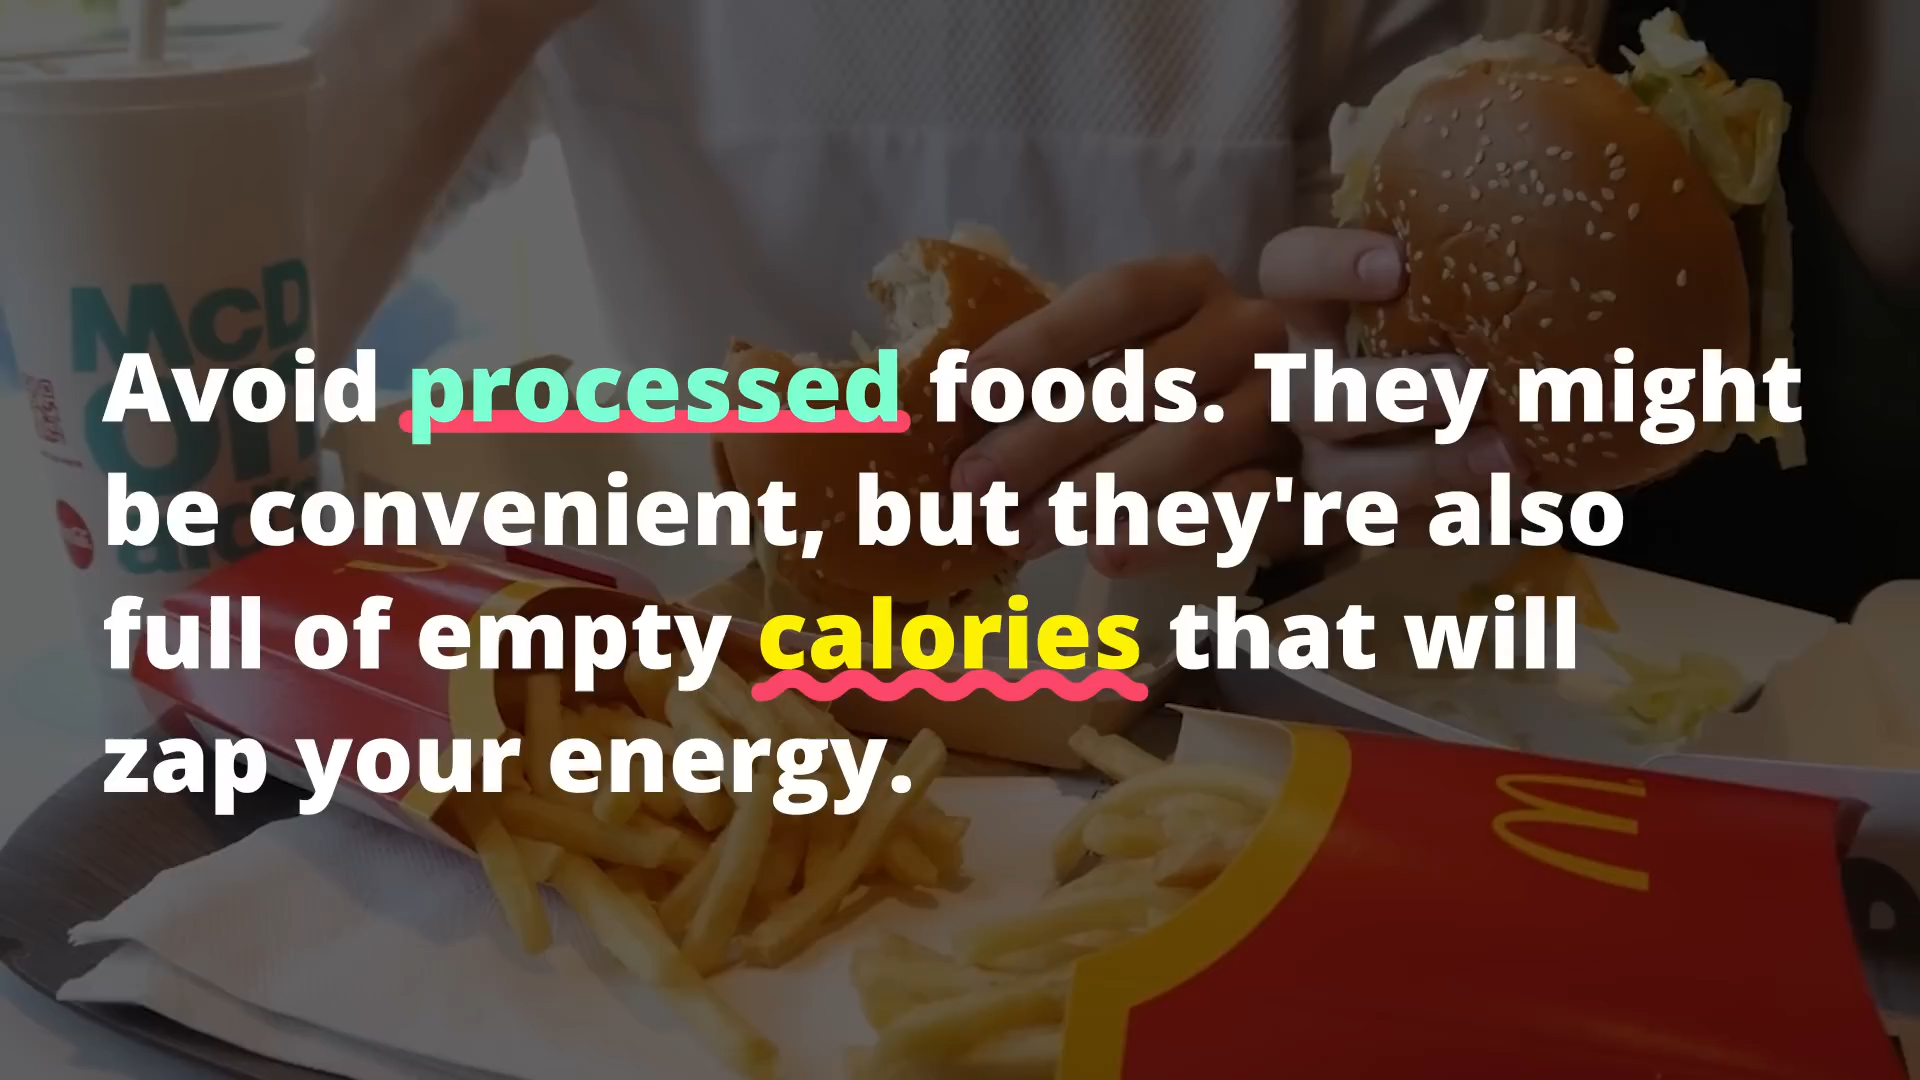 McD
Avoid processed foods. They might
be convenient, but they're also
full of empty calories that will
zap your energy.